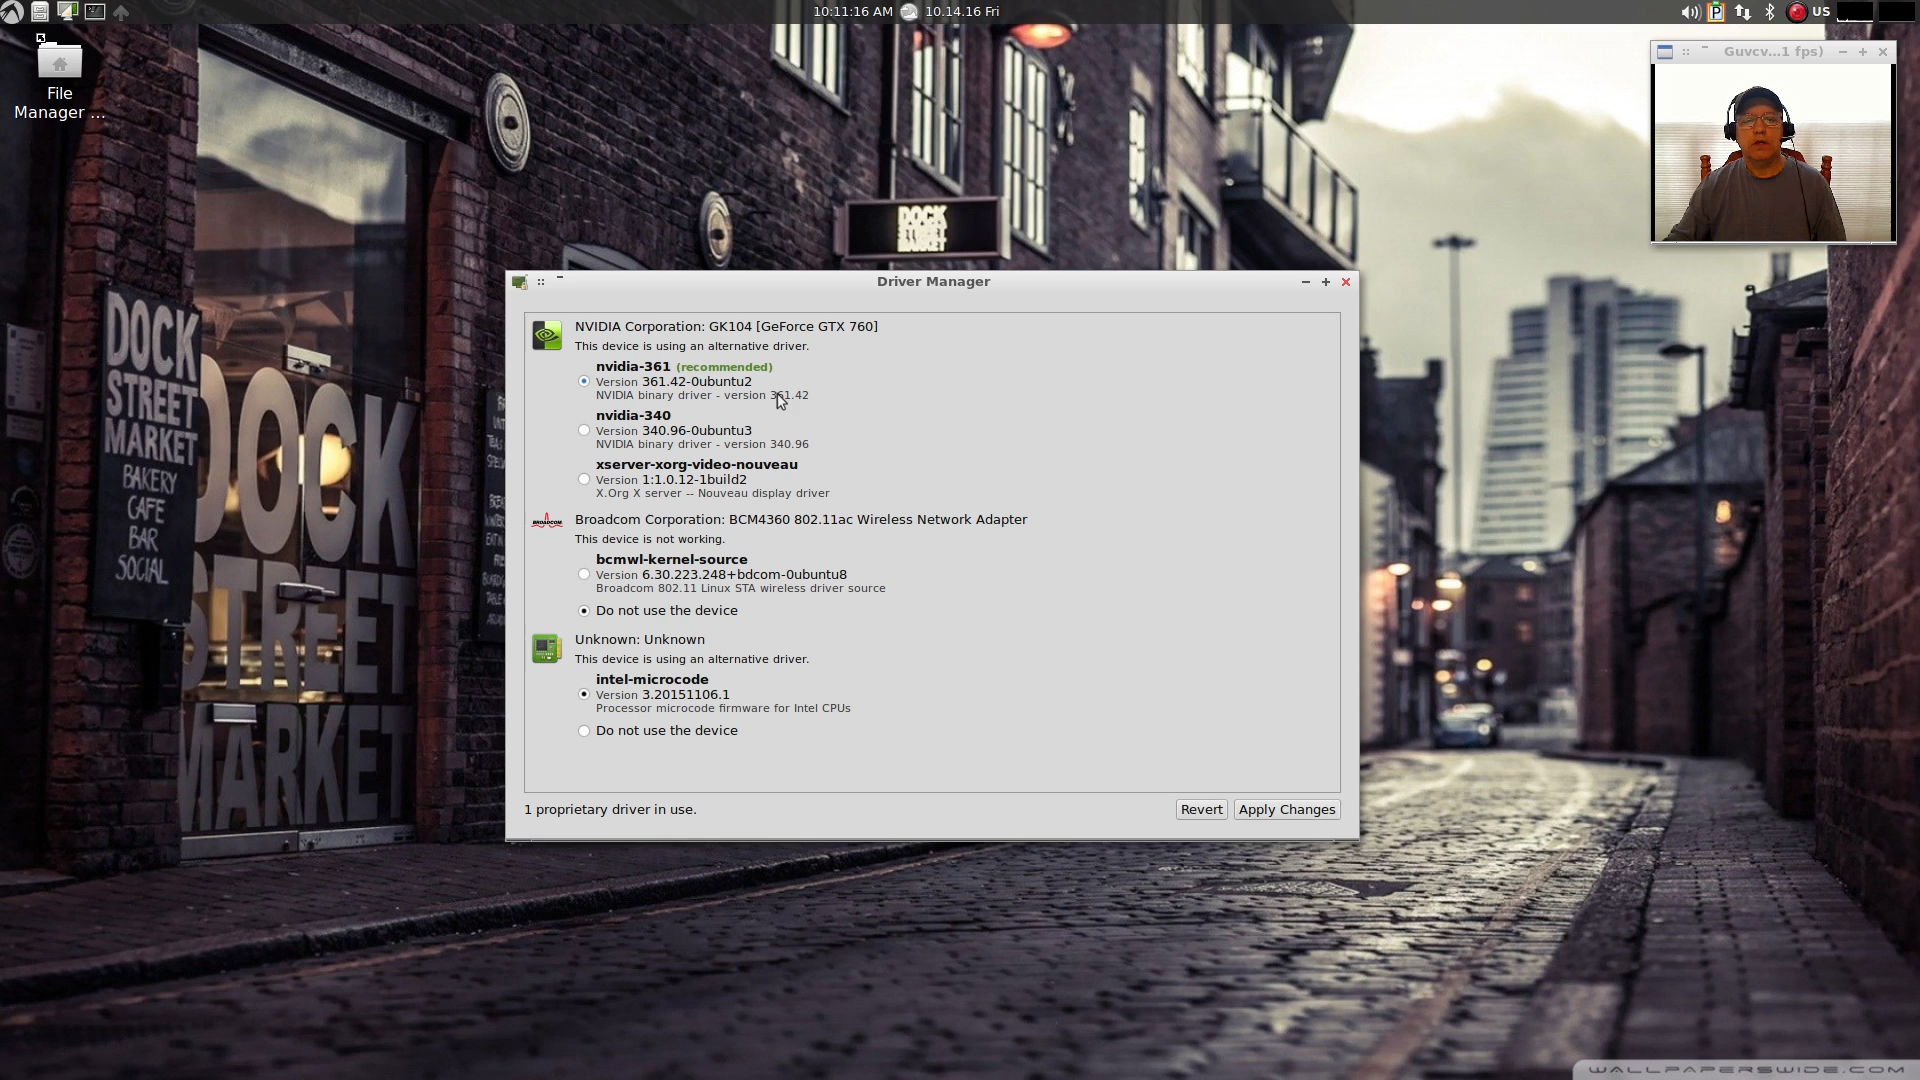 10:11:16 AM
10.14.16 Fri
US
File
Manager ...
Guvcv...1 fps)
DOCK
STREET
MARKET
DOCK
STREET
MARKET
BAKERY
CAFE
BAR
SOCIAL
DOCK
STREET
MARKET
Driver Manager
NVIDIA Corporation: GK104 [GeForce GTX 760]
This device is using an alternative driver.
nvidia-361 (recommended)
Version 361.42-0ubuntu2
NVIDIA binary driver - version 361.42
nvidia-340
Version 340.96-0ubuntu3
NVIDIA binary driver - version 340.96
xserver-xorg-video-nouveau
Version 1:1.0.12-1build2
X.Org X server -- Nouveau display driver
BROADCOM
Broadcom Corporation: BCM4360 802.11ac Wireless Network Adapter
This device is not working.
bcmwl-kernel-source
Version 6.30.223.248+bdcom-0ubuntu8
Broadcom 802.11 Linux STA wireless driver source
Do not use the device
Unknown: Unknown
This device is using an alternative driver.
intel-microcode
Version 3.20151106.1
Processor microcode firmware for Intel CPUs
Do not use the device
1 proprietary driver in use.
Revert
Apply Changes
WALLPAPERSWIDE.COM